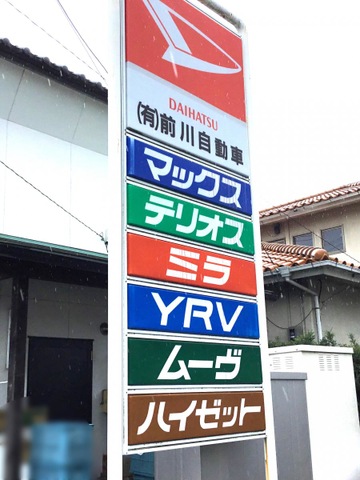 DAIHATSU
(有)前川自動車
マックス
テリオス
ミラ
YRV
ムーヴ
ハイゼット